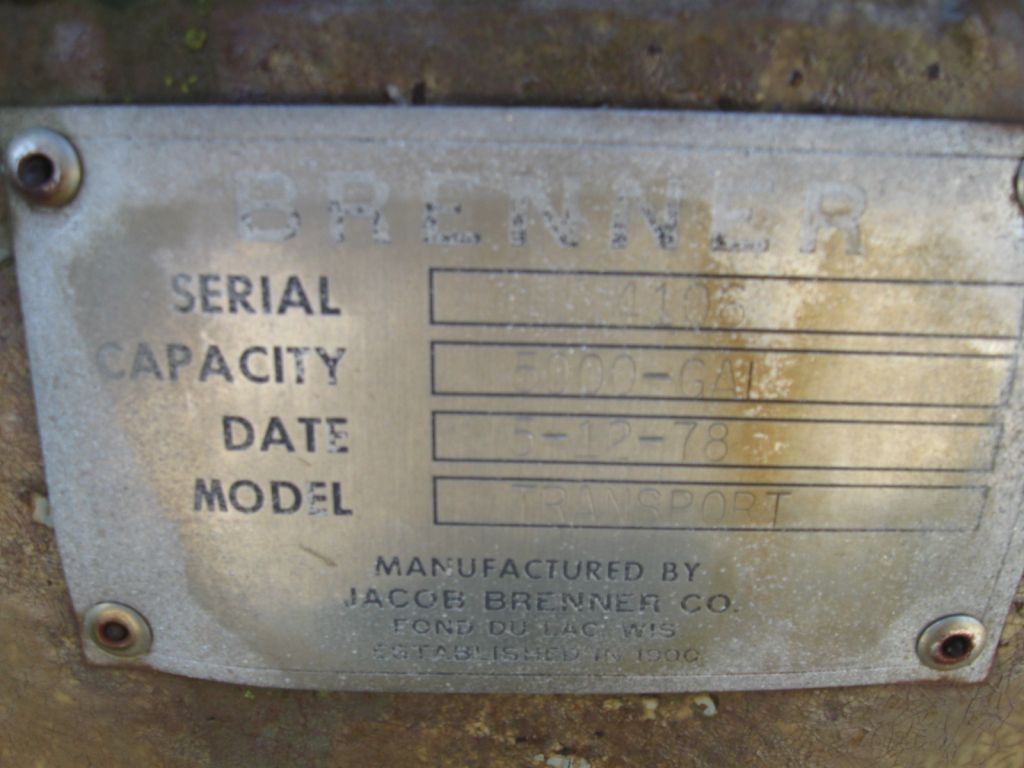 BRENNER
SERIAL
CAPACITY 5000-GAL
DATE 5-12-78
MODEL TRANSPORT
MANUFACTURED BY
JACOB BRENNER CO.
FOND DU LAC, WIS
ESTABLISHED IN 1900